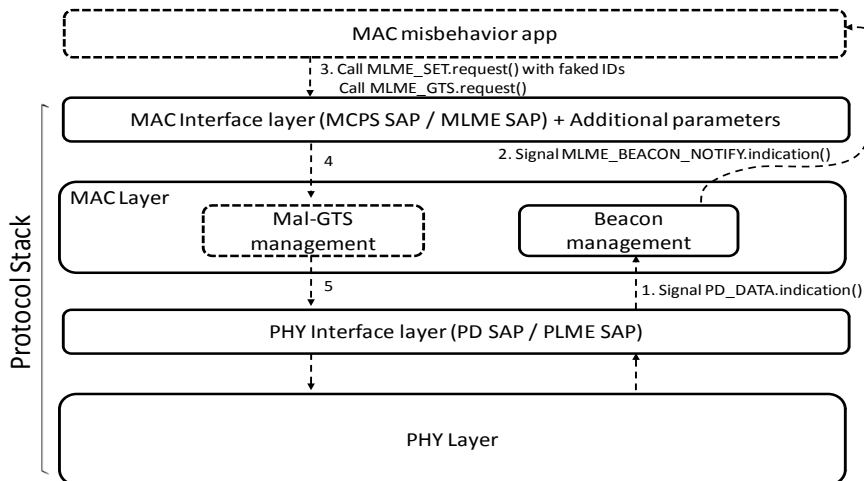 MAC misbehavior app
3. Call MLME_SET.request() with faked IDs
Call MLME_GTS.request()
MAC Interface layer (MCPS SAP / MLME SAP) + Additional parameters
4
2. Signal MLME_BEACON_NOTIFY.indication()
MAC Layer
Mal-GTS
management
Beacon
management
5
1. Signal PD_DATA.indication()
PHY Interface layer (PD SAP / PLME SAP)
PHY Layer
Protocol Stack